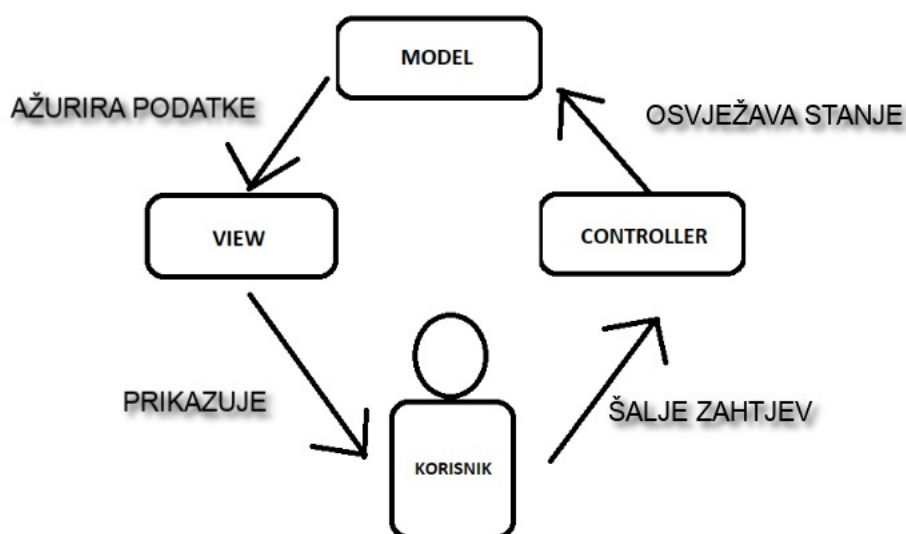 MODEL
AŽURIRA PODATKE
OSVJEŽAVA STANJE
VIEW
CONTROLLER
PRIKAZUJE
ŠALJE ZAHTJEV
KORISNIK